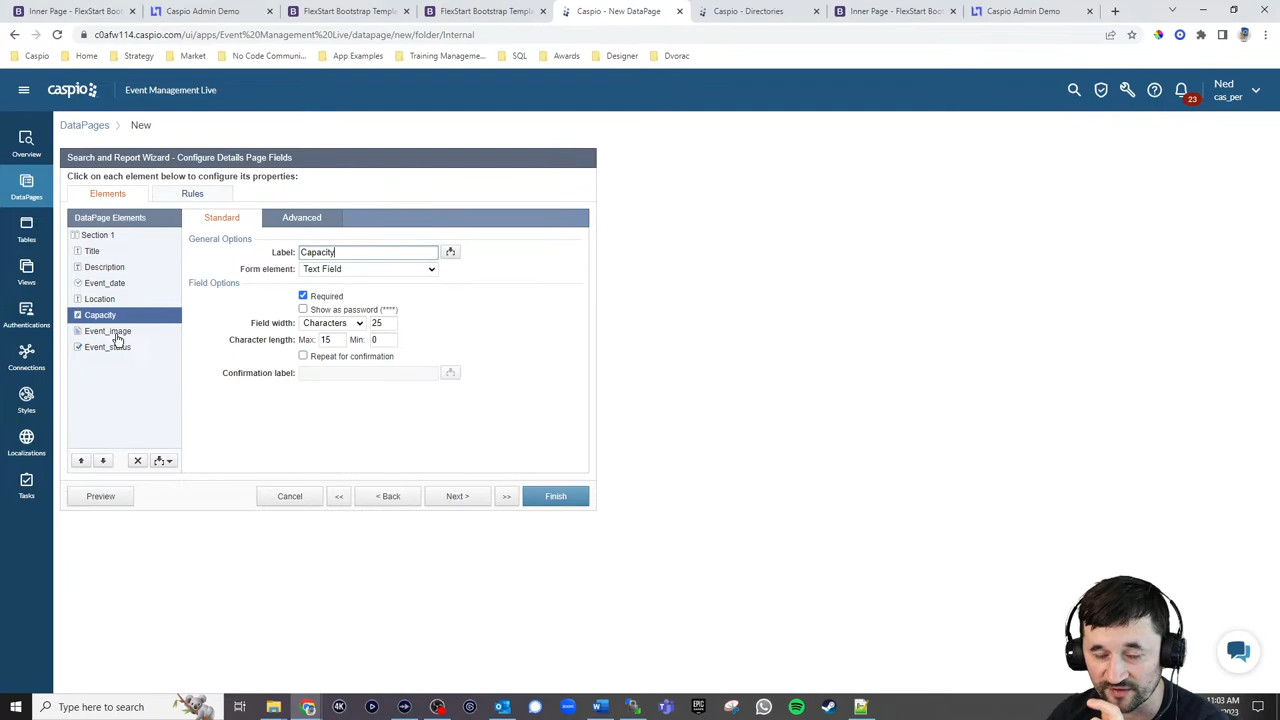 Inner Page - FlexStart Bootstrap
Caspio Admin Demo
FlexStart Bootstrap Templ
FlexStart Bootstrap Templ
Caspio - New DataPage
Caspio - Directories
Inner Page - FlexStart Boot
Caspio Admin Demo
c0afw114.caspio.com/ui/apps/Event%20Management%20Live/datapage/new/folder/Internal
Caspio Home Strategy Market No Code Communi... App Examples Training Manageme... SQL Awards Designer Dvorac
caspio Event Management Live
23
Ned
cas_per
DataPages > New
Overview
DataPages
Tables
Views
Authentications
Connections
Styles
Localizations
Tasks
Search and Report Wizard - Configure Details Page Fields
Click on each element below to configure its properties:
Elements Rules
DataPage Elements
Section 1
Title
Description
Event_date
Location
Capacity
Event_image
Event_status
Standard Advanced
General Options
Label: Capacity
Form element: Text Field
Field Options
Required
Show as password (****)
Field width: Characters 25
Character length: Max: 15 Min: 0
Repeat for confirmation
Confirmation label:
Preview Cancel << < Back Next > >> Finish
Type here to search
4K
EPIC
GAMES
11:03 AM